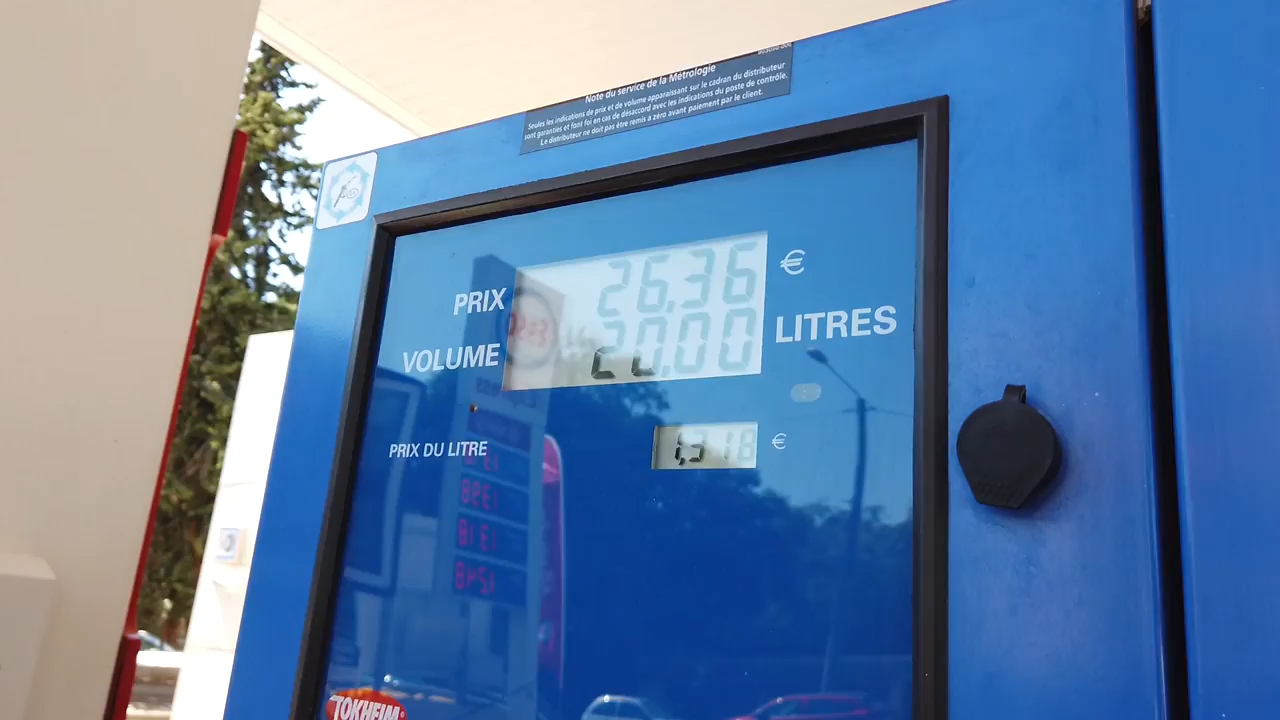 Note du service de la Métrologie
Seules les indications de prix et de volume apparaissant sur le cadran du distributeur
sont garanties et font foi en cas de désaccord avec les indications du poste de contrôle.
Le distributeur ne doit pas être remis a zéro avant paiement par le client.
PRIX 26,36 €
VOLUME 20,00 LITRES
PRIX DU LITRE 1,318 €
TOKHEIM